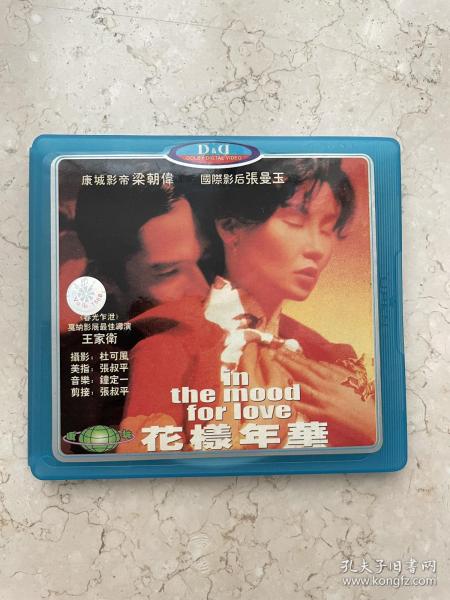 D&D
DOLBY DIGITAL VIDEO
康城影帝梁朝偉 國際影后張曼玉
《春光乍泄》
戛纳影展最佳導演
王家衛
攝影：杜可風
美指：張叔平
音樂：鐘定一
剪接：張叔平
in
the mood
for love
花樣年華
孔夫子旧书网
www.kongfz.com